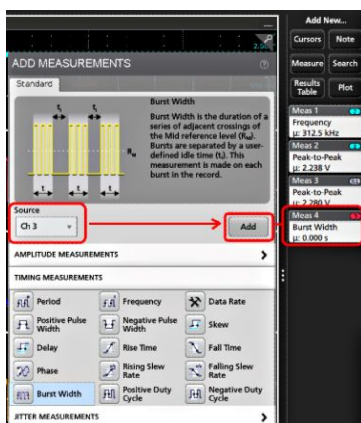 Add New...
Cursors
Note
ADD MEASUREMENTS
Measure
Search
Standard
Results Table
Plot
Burst Width
Burst Width is the duration of a
series of adjacent crossings of
the Mid reference level (RM).
Bursts are separated by a user-
defined idle time (tI). This
measurement is made on each
burst in the record.
Meas 1
Frequency
μ: 312.5 kHz
Meas 2
Peak-to-Peak
μ: 2.238 V
Meas 3
Peak-to-Peak
μ: 2.280 V
Meas 4
Burst Width
μ: 0.000 s
Source
Ch 3
Add
AMPLITUDE MEASUREMENTS
TIMING MEASUREMENTS
Period
Frequency
Data Rate
Positive Pulse
Width
Negative Pulse
Width
Skew
Delay
Rise Time
Fall Time
Phase
Rising Slew
Rate
Falling Slew
Rate
Burst Width
Positive Duty
Cycle
Negative Duty
Cycle
JITTER MEASUREMENTS